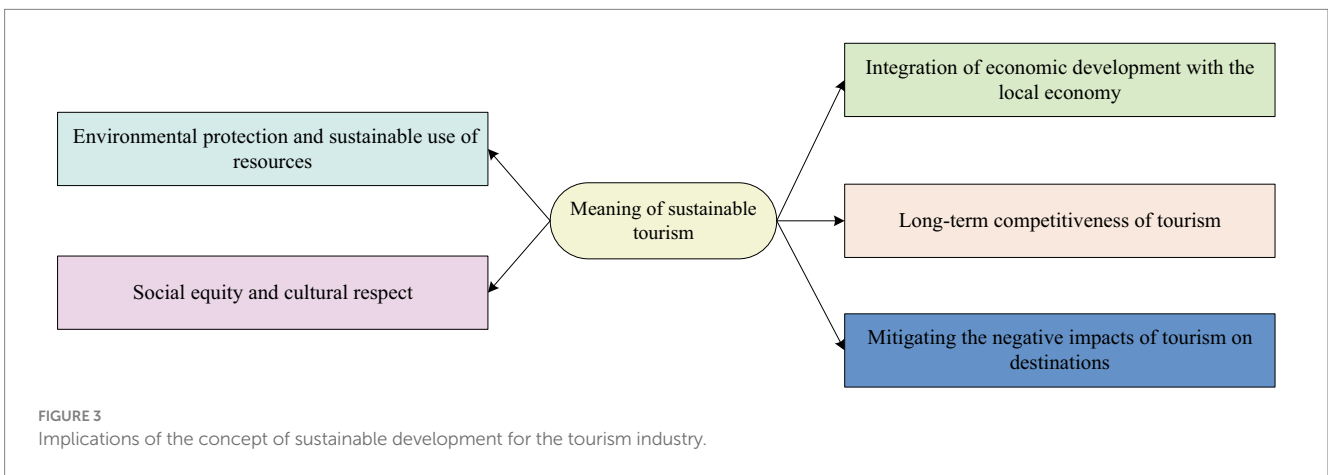 Environmental protection and sustainable use of
resources
Social equity and cultural respect
Meaning of sustainable
tourism
Integration of economic development with the
local economy
Long-term competitiveness of tourism
Mitigating the negative impacts of tourism on
destinations
FIGURE 3
Implications of the concept of sustainable development for the tourism industry.